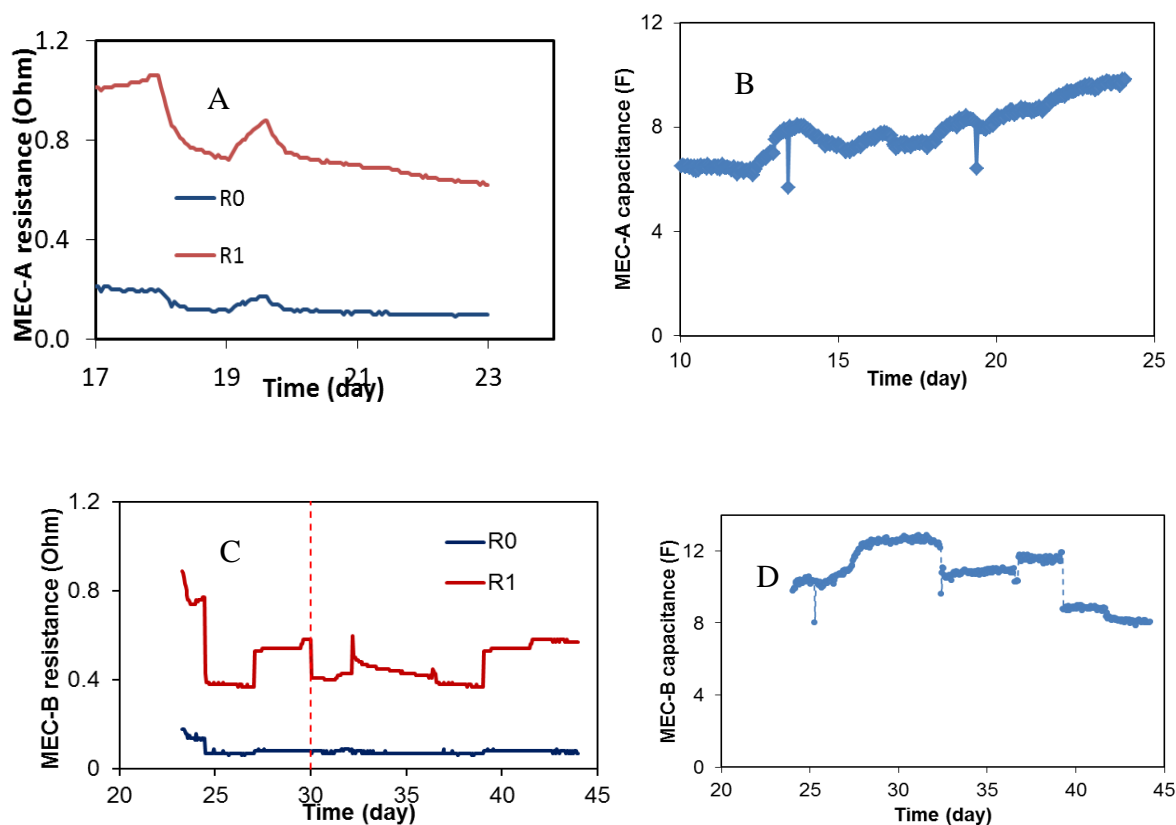 MEC-A resistance (Ohm)
1.2
0.8
0.4
0.0
A
R0
R1
17 19 21 23
Time (day)
MEC-A capacitance (F)
12
8
4
0
B
10 15 20 25
Time (day)
MEC-B resistance (Ohm)
1.2
0.8
0.4
0
C
R0
R1
20 25 30 35 40 45
Time (day)
MEC-B capacitance (F)
12
8
4
0
D
20 25 30 35 40 45
Time (day)